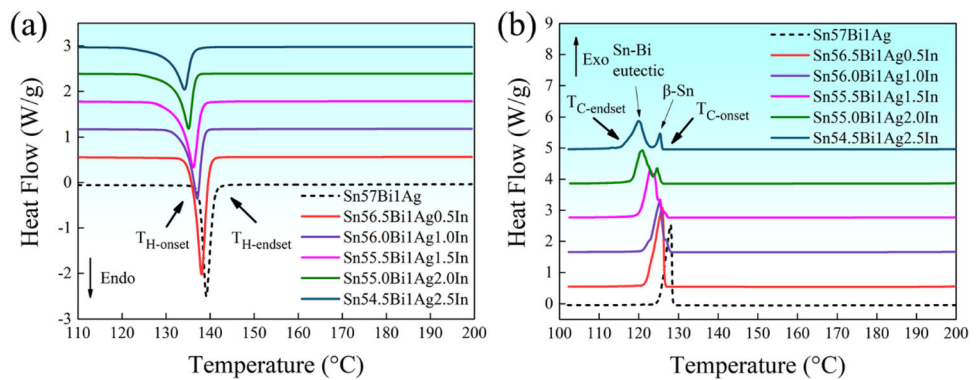 (a)
3
2
1
0
-1
-2
-3
Heat Flow (W/g)
T H-onset
T H-endset
Endo
Sn57Bi1Ag
Sn56.5Bi1Ag0.5In
Sn56.0Bi1Ag1.0In
Sn55.5Bi1Ag1.5In
Sn55.0Bi1Ag2.0In
Sn54.5Bi1Ag2.5In
110 120 130 140 150 160 170 180 190 200
Temperature (°C)
(b)
9
8
7
6
5
4
3
2
1
0
Heat Flow (W/g)
Exo
Sn-Bi
eutectic
β-Sn
T C-endset
T C-onset
Sn57Bi1Ag
Sn56.5Bi1Ag0.5In
Sn56.0Bi1Ag1.0In
Sn55.5Bi1Ag1.5In
Sn55.0Bi1Ag2.0In
Sn54.5Bi1Ag2.5In
100 110 120 130 140 150 160 170 180 190 200
Temperature (°C)